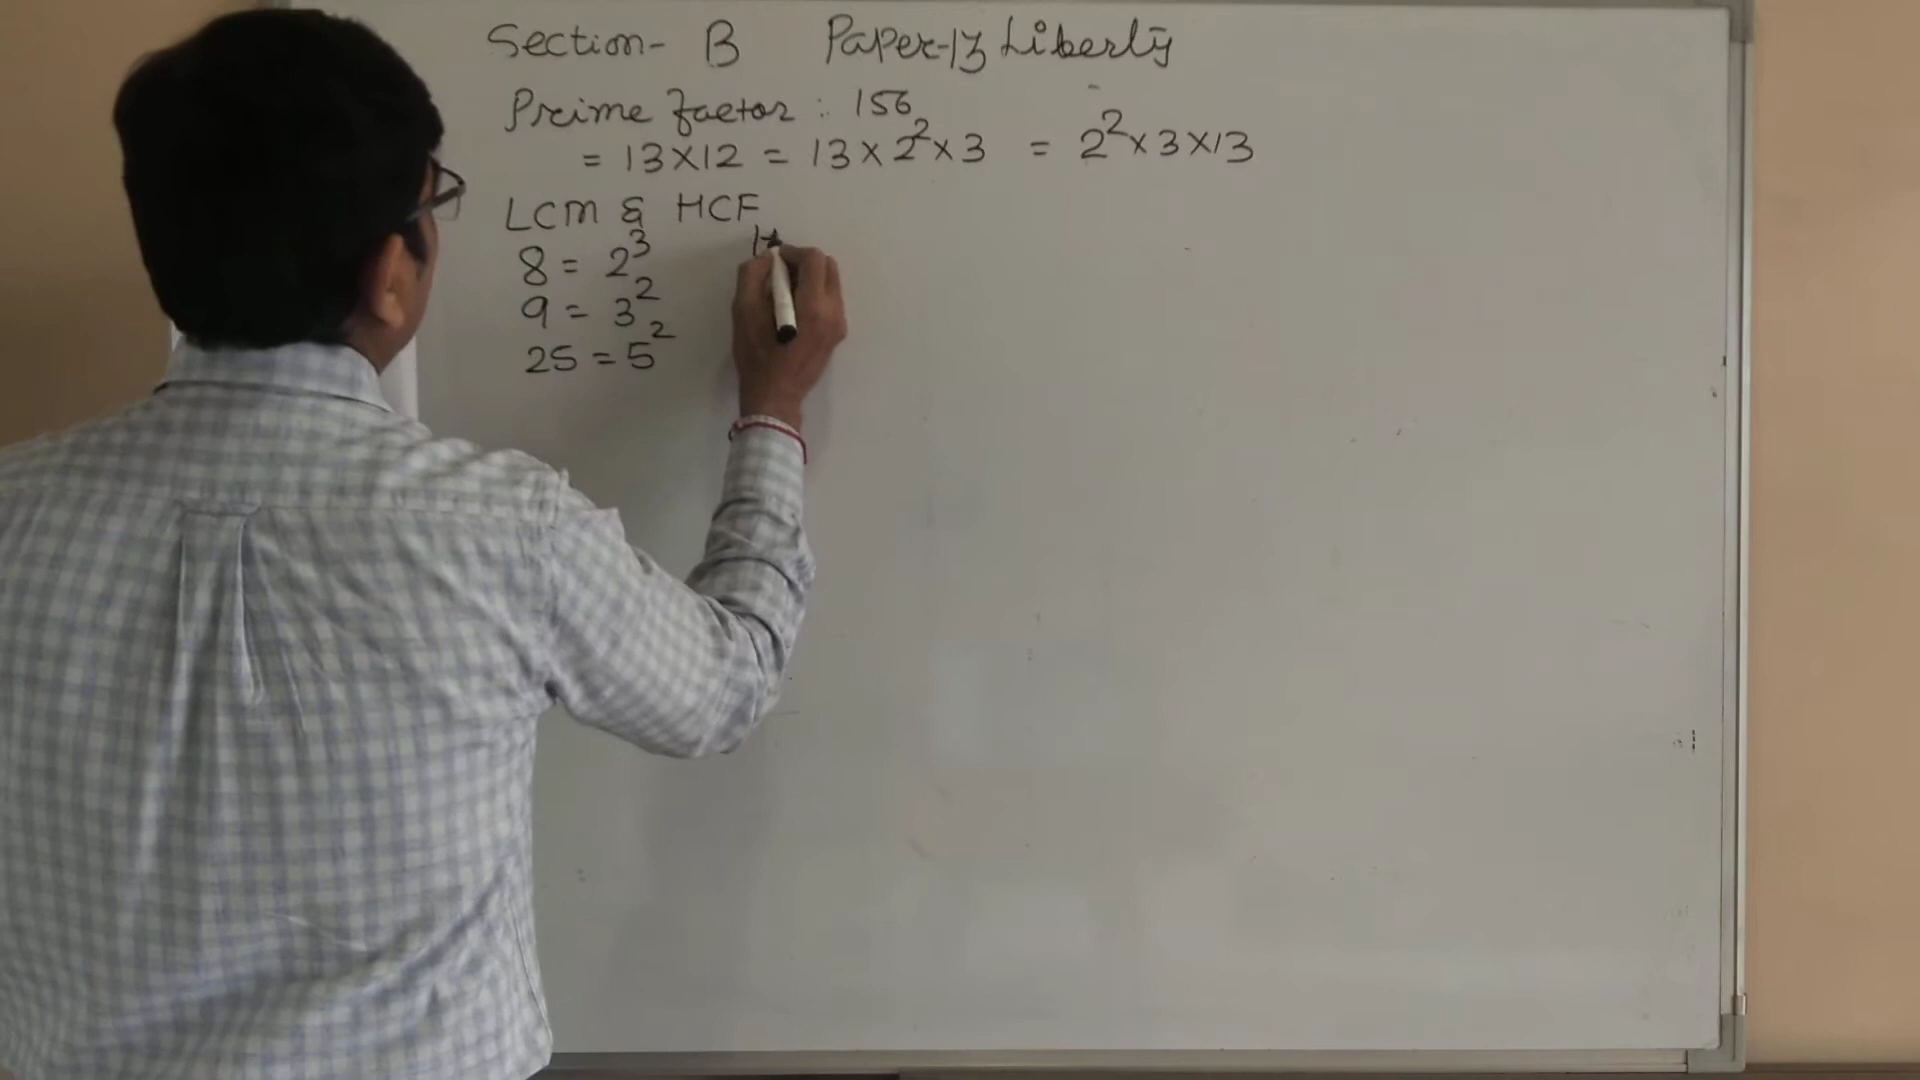 Section- B Paper-13 Liberty
Prime factor : 156
= 13×12 = 13×2²×3 = 2²×3×13
LCM & HCF
8 = 2³
9 = 3²
25 = 5²